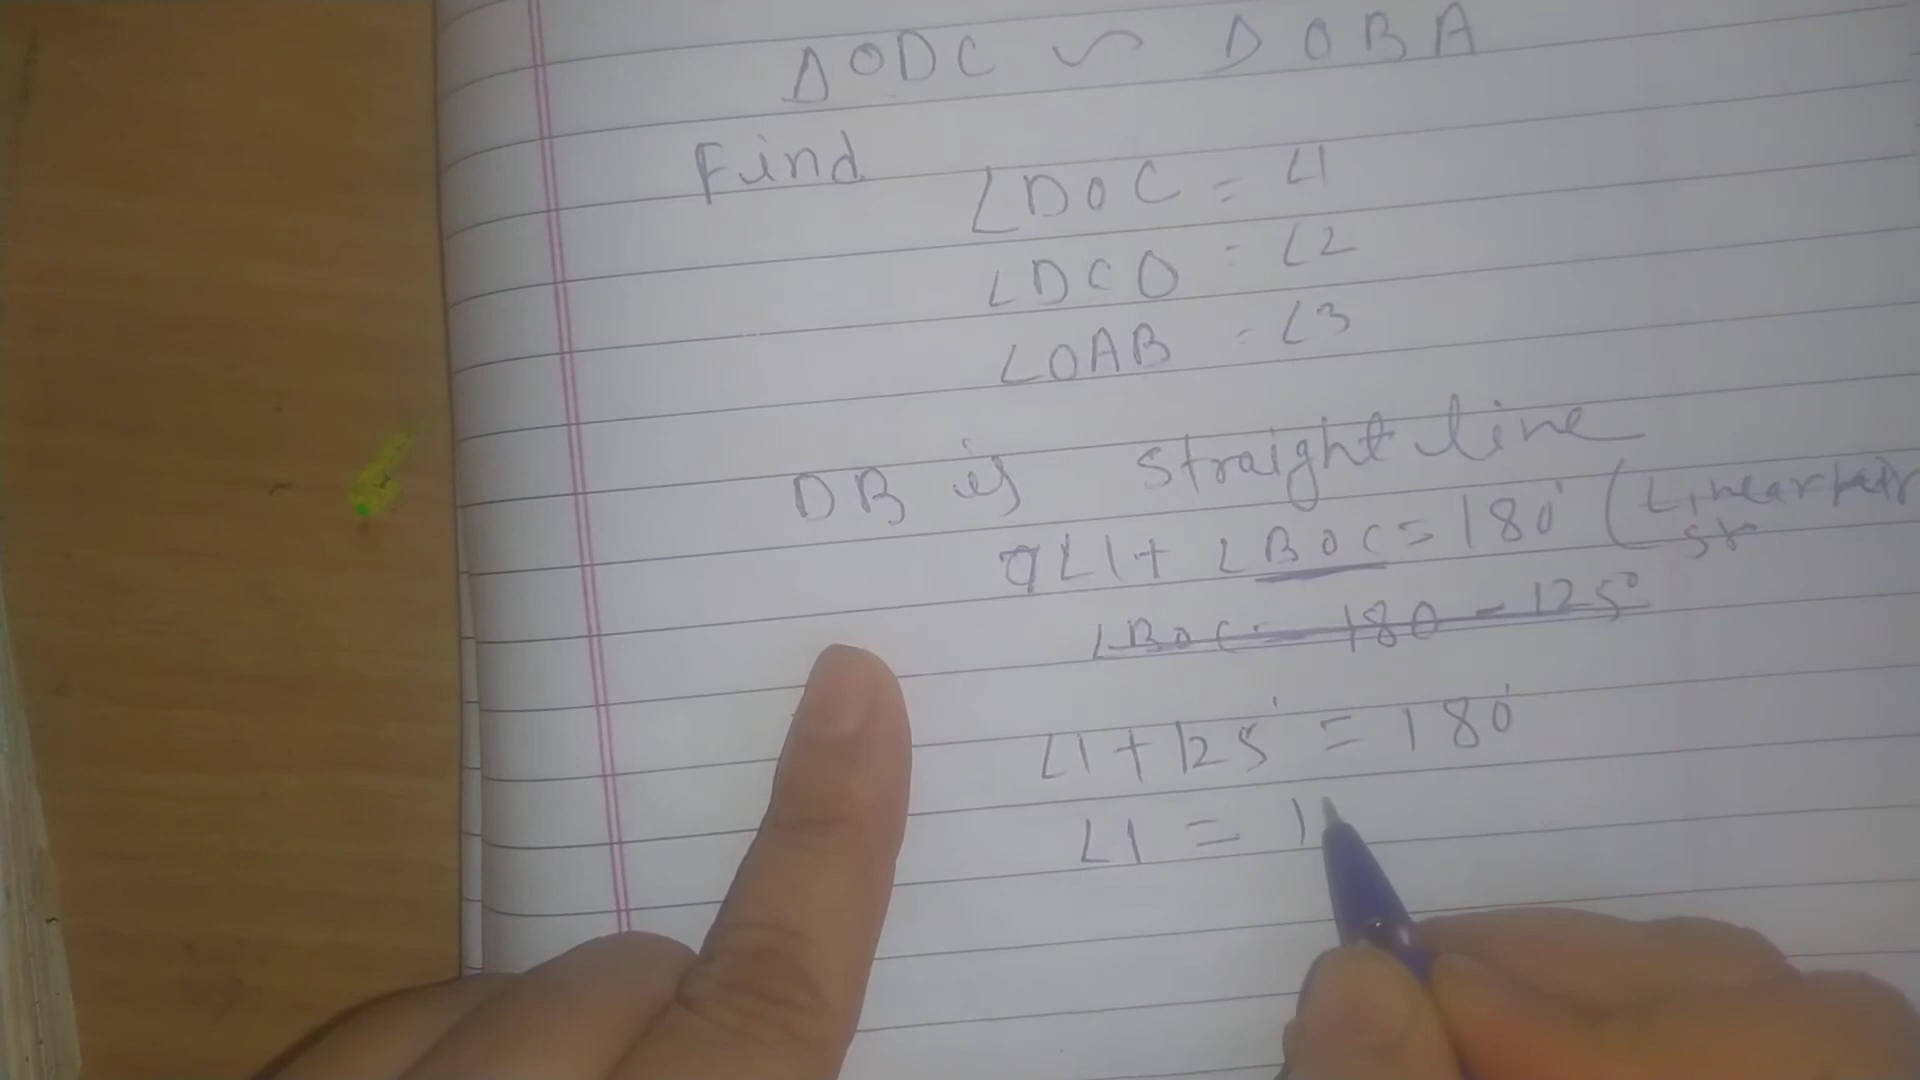 ΔODC ~ DOBA
Find
∠DOC = ∠1
∠DCO = ∠2
∠OAB = ∠3
DB is straight line
∠1 + ∠BOC = 180° (Linear pair
∠BOC = 180 - 125°
∠1 + 125° = 180°
∠1 = 1